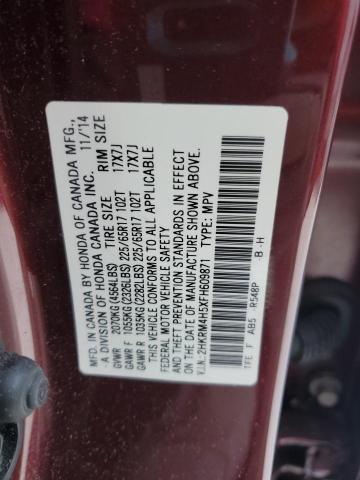 MFD. IN CANADA BY HONDA OF CANADA MFG.,
-A DIVISION OF HONDA CANADA INC. 11/'14
TIRE SIZE RIM SIZE
GVWR 2070KG(4564LBS)
GAWR F 1055KG(2326LBS) 225/65R17 102T 17X7J
GAWR R 1035KG(2282LBS) 225/65R17 102T 17X7J
THIS VEHICLE CONFORMS TO ALL APPLICABLE
FEDERAL MOTOR VEHICLE SAFETY
AND THEFT PREVENTION STANDARDS IN EFFECT
ON THE DATE OF MANUFACTURE SHOWN ABOVE.
V.I.N.-2HKRM4H5XFH609871 TYPE: MPV
TFE F AB5 R548P -B-H